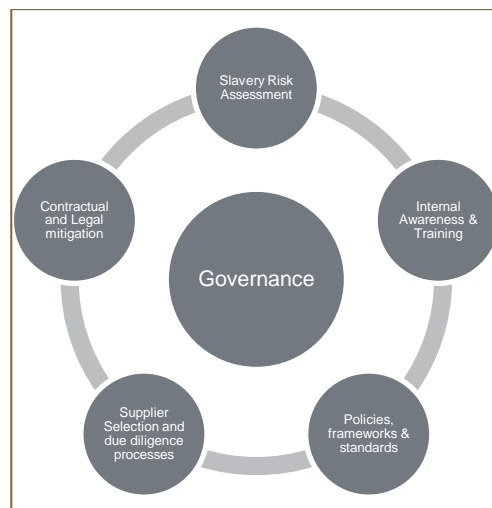 Slavery Risk
Assessment
Internal
Awareness &
Training
Policies,
frameworks &
standards
Supplier
Selection and
due diligence
processes
Contractual
and Legal
mitigation
Governance